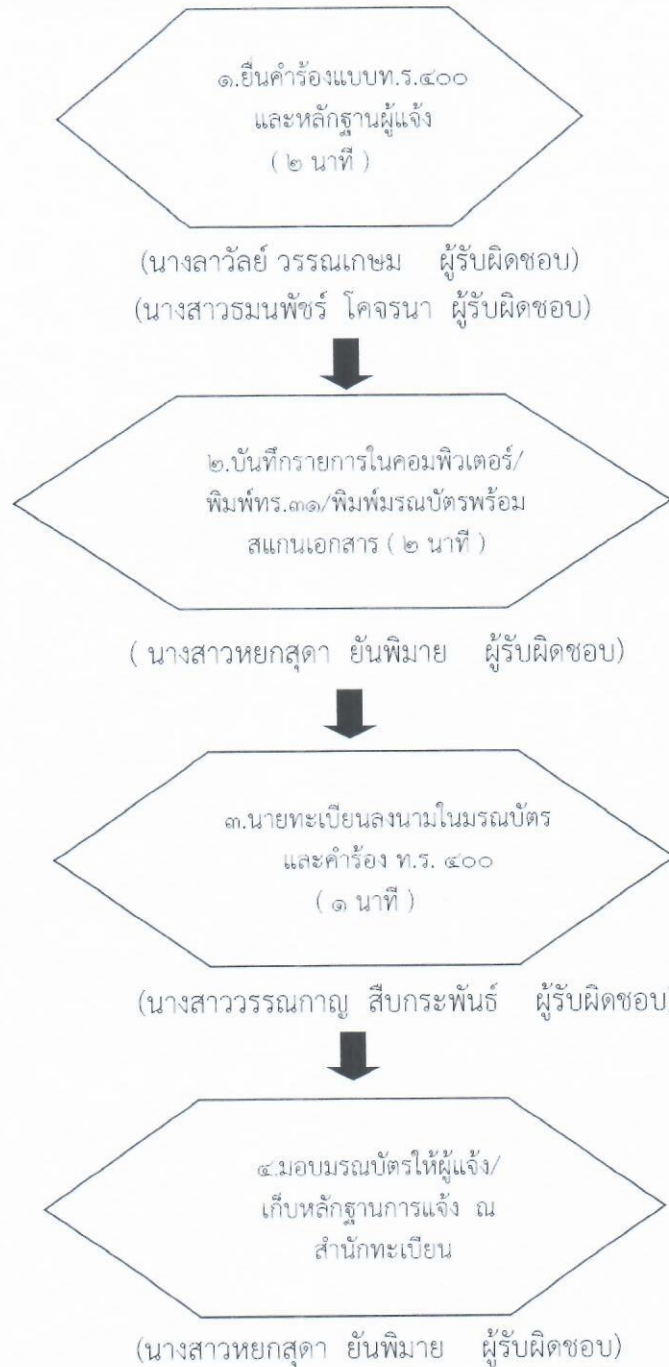 ๑.ยื่นคำร้องแบบท.ร.๔๐๐
และหลักฐานผู้แจ้ง
( ๒ นาที )
(นางลาวัลย์ วรรณเกษม ผู้รับผิดชอบ)
(นางสาวธมนพัชร์ โคจรนา ผู้รับผิดชอบ)
๒.บันทึกรายการในคอมพิวเตอร์/
พิมพ์ทร.๓๑/พิมพ์มรณบัตรพร้อม
สแกนเอกสาร ( ๒ นาที )
( นางสาวหยกสุดา ยันพิมาย ผู้รับผิดชอบ)
๓.นายทะเบียนลงนามในมรณบัตร
และคำร้อง ท.ร. ๔๐๐
( ๑ นาที )
(นางสาววรรณกาญ สืบกระพันธ์ ผู้รับผิดชอบ)
๔.มอบมรณบัตรให้ผู้แจ้ง/
เก็บหลักฐานการแจ้ง ณ
สำนักทะเบียน
(นางสาวหยกสุดา ยันพิมาย ผู้รับผิดชอบ)